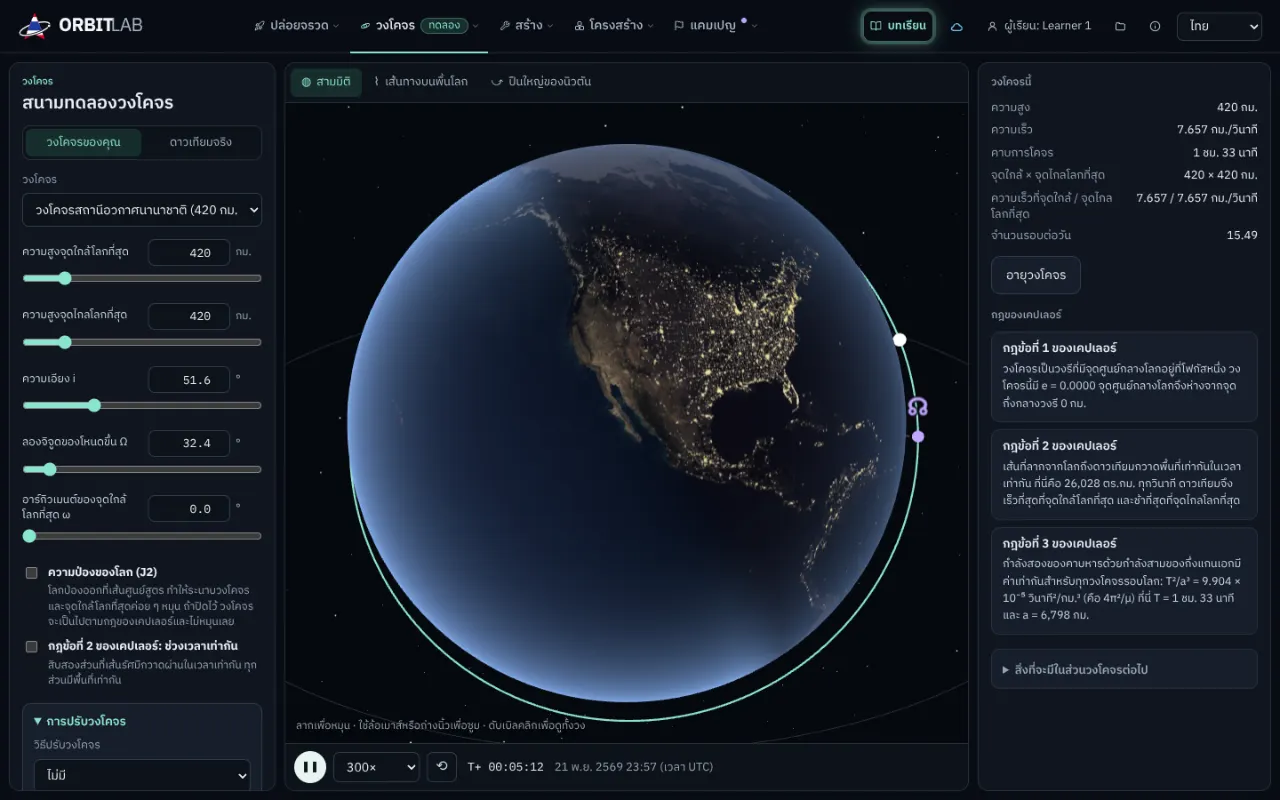 ORBITLAB
ปล่อยจรวด
วงโคจร ทดลอง
สร้าง
โครงสร้าง
แคมเปญ
บทเรียน
ผู้เรียน: Learner 1
ไทย
วงโคจร
สนามทดลองวงโคจร
วงโคจรของคุณ
ดาวเทียมจริง
วงโคจร
วงโคจรสถานีอวกาศนานาชาติ (420 กม.
ความสูงจุดใกล้โลกที่สุด 420 กม.
ความสูงจุดไกลโลกที่สุด 420 กม.
ความเอียง i 51.6 °
ลองจิจูดของโหนดขึ้น Ω 32.4 °
อาร์กิวเมนต์ของจุดใกล้
โลกที่สุด ω 0.0 °
ความป่องของโลก (J2)
โลกป่องออกที่เส้นศูนย์สูตร ทำให้ระนาบวงโคจร
และจุดใกล้โลกที่สุดค่อย ๆ หมุน ถ้าปิดไว้ วงโคจร
จะเป็นไปตามกฎของเคปเลอร์และไม่หมุนเลย
กฎข้อที่ 2 ของเคปเลอร์: ช่วงเวลาเท่ากัน
สิบสองส่วนที่เส้นรัศมีกวาดผ่านในเวลาเท่ากัน ทุก
ส่วนมีพื้นที่เท่ากัน
▼ การปรับวงโคจร
วิธีปรับวงโคจร
ไม่มี
สามมิติ
เส้นทางบนพื้นโลก
ปืนใหญ่ของนิวตัน
☊
ลากเพื่อหมุน · ใช้ล้อเมาส์หรือถ่างนิ้วเพื่อซูม · ดับเบิลคลิกเพื่อดูทั้งวง
300×
T+ 00:05:12
21 พ.ย. 2569 23:57 (เวลา UTC)
วงโคจรนี้
ความสูง 420 กม.
ความเร็ว 7.657 กม./วินาที
คาบการโคจร 1 ชม. 33 นาที
จุดใกล้ × จุดไกลโลกที่สุด 420 × 420 กม.
ความเร็วที่จุดใกล้ / จุดไกล 7.657 / 7.657 กม./วินาที
โลกที่สุด
จำนวนรอบต่อวัน 15.49
อายุวงโคจร
กฎของเคปเลอร์
กฎข้อที่ 1 ของเคปเลอร์
วงโคจรเป็นวงรีที่มีจุดศูนย์กลางโลกอยู่ที่โฟกัสหนึ่ง วง
โคจรนี้มี e = 0.0000 จุดศูนย์กลางโลกจึงห่างจากจุด
กึ่งกลางวงรี 0 กม.
กฎข้อที่ 2 ของเคปเลอร์
เส้นที่ลากจากโลกถึงดาวเทียมกวาดพื้นที่เท่ากันในเวลา
เท่ากัน ที่นี่คือ 26,028 ตร.กม. ทุกวินาที ดาวเทียมจึง
เร็วที่สุดที่จุดใกล้โลกที่สุด และช้าที่สุดที่จุดไกลโลกที่สุด
กฎข้อที่ 3 ของเคปเลอร์
กำลังสองของคาบหารด้วยกำลังสามของกึ่งแกนเอกมี
ค่าเท่ากันสำหรับทุกวงโคจรรอบโลก: T²/a³ = 9.904 ×
10⁻⁵ วินาที²/กม.³ (คือ 4π²/μ) ที่นี่ T = 1 ชม. 33 นาที
และ a = 6,798 กม.
▶ สิ่งที่จะมีในส่วนวงโคจรต่อไป